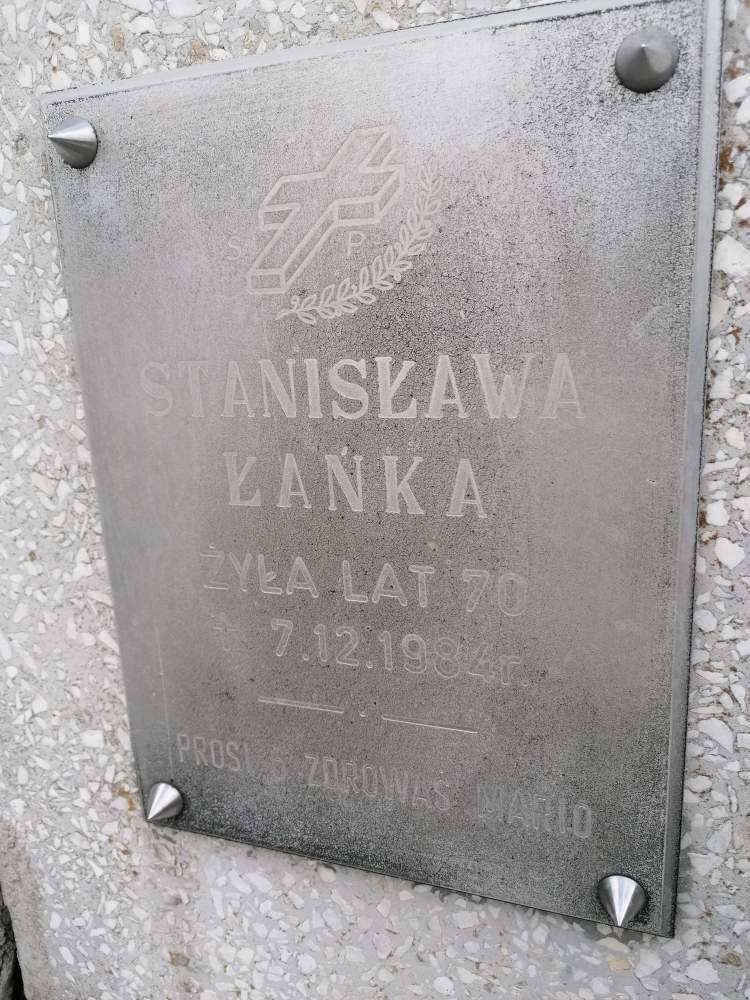 Ś P
STANISŁAWA
ŁAŃKA
ŻYŁA LAT 70
✝ 7.12.1984r.
PROSI O ZDROWAŚ MARIO